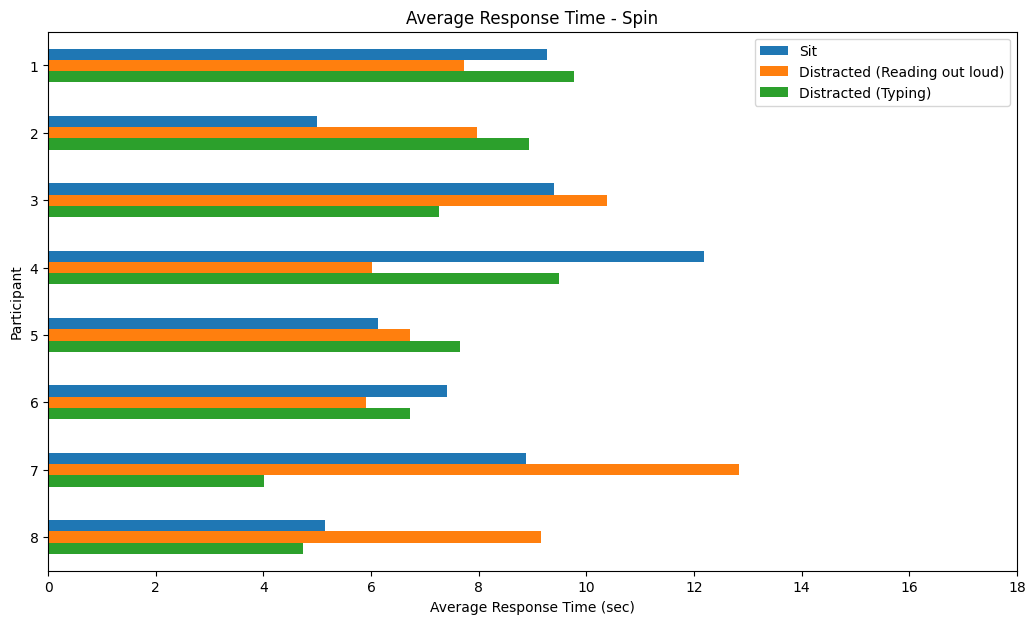 Average Response Time - Spin
Sit
Distracted (Reading out loud)
Distracted (Typing)
Participant
1
2
3
4
5
6
7
8
0 2 4 6 8 10 12 14 16 18
Average Response Time (sec)